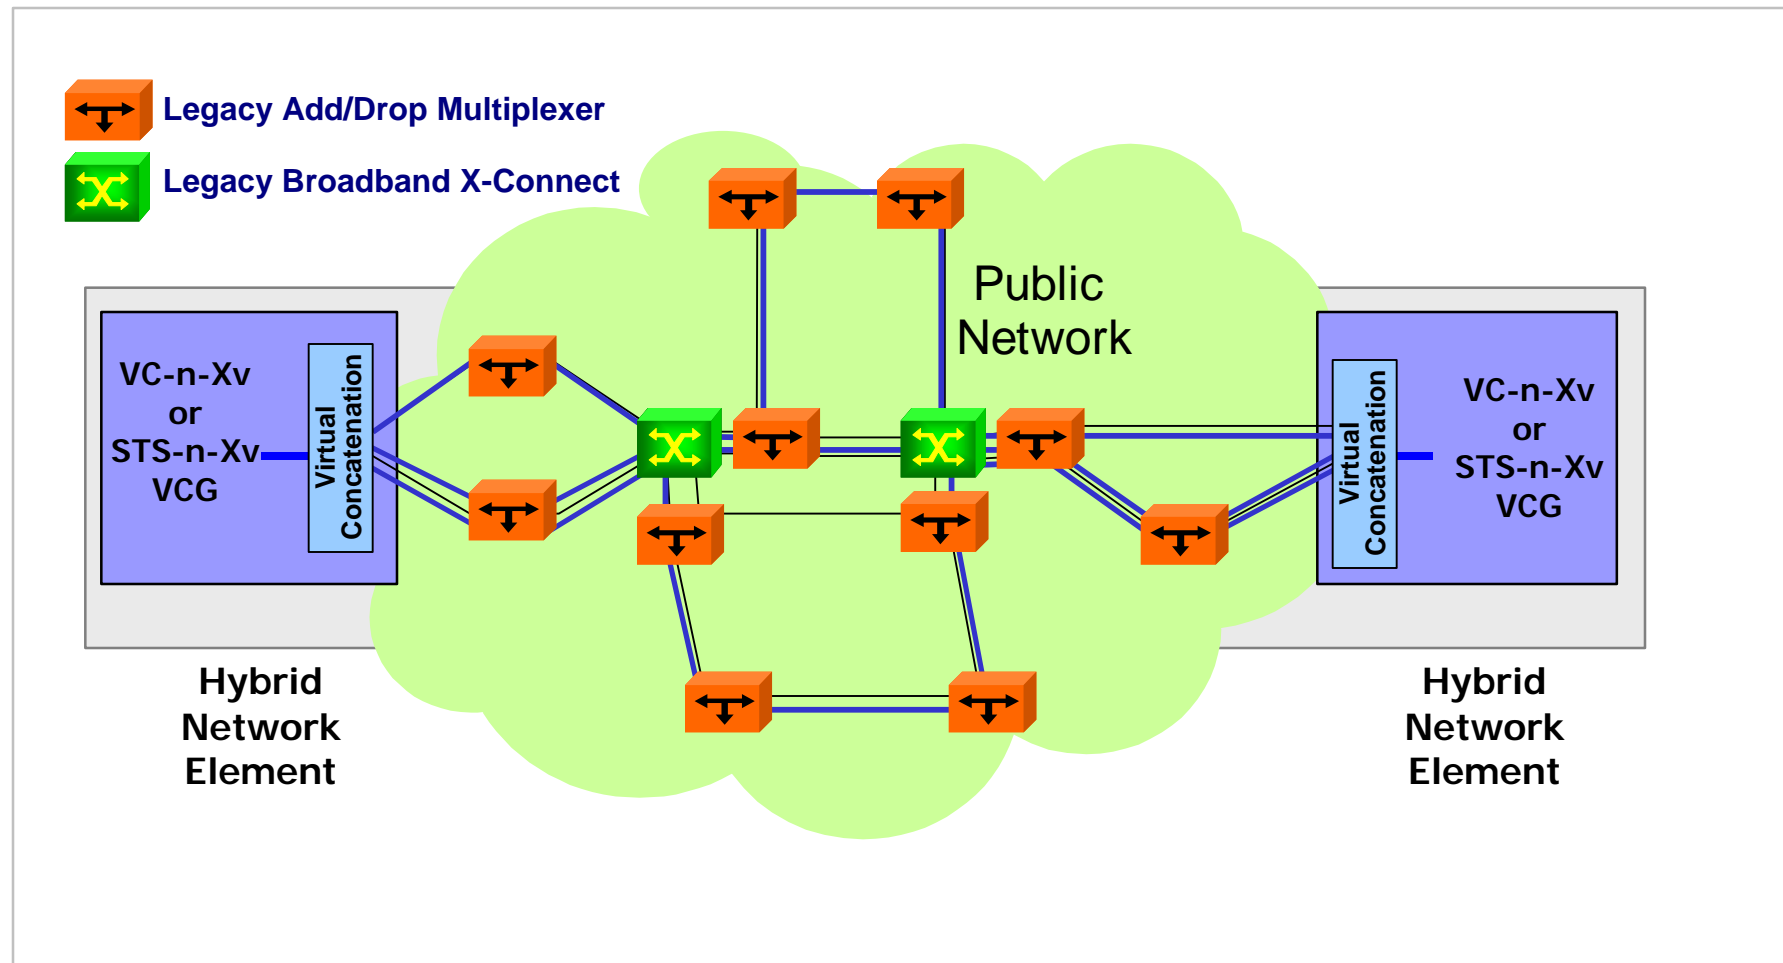 Legacy Add/Drop Multiplexer
Legacy Broadband X-Connect
Public
Network
VC-n-Xv
or
STS-n-Xv
VCG
Virtual
Concatenation
Virtual
Concatenation
VC-n-Xv
or
STS-n-Xv
VCG
Hybrid
Network
Element
Hybrid
Network
Element